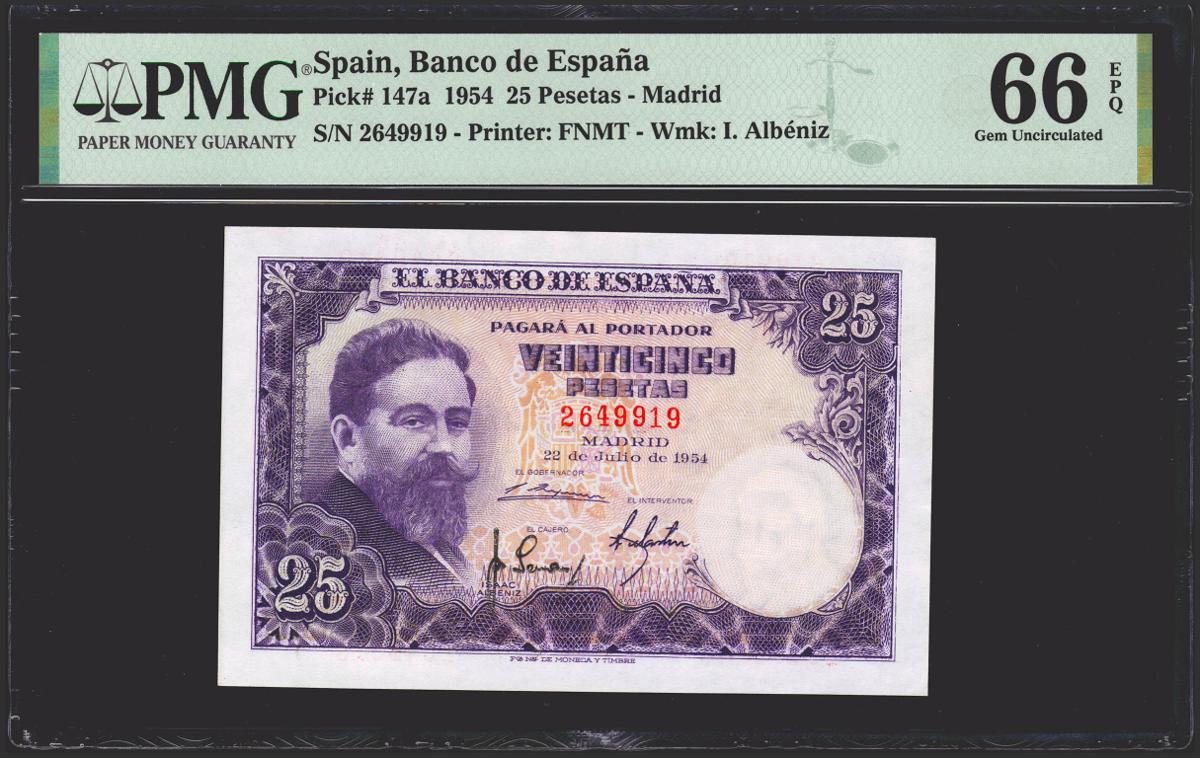 PMG®
PAPER MONEY GUARANTY
Spain, Banco de España
Pick# 147a 1954 25 Pesetas - Madrid
S/N 2649919 - Printer: FNMT - Wmk: I. Albéniz
66
EPQ
Gem Uncirculated
EL BANCO DE ESPAÑA
25
PAGARÁ AL PORTADOR
VEINTICINCO
PESETAS
2649919
MADRID
22 de Julio de 1954
EL GOBERNADOR
EL INTERVENTOR
EL CAJERO
ISAAC
ALBENIZ
25
Fᶜᴬ Nᴬᴸ DE MONEDA Y TIMBRE